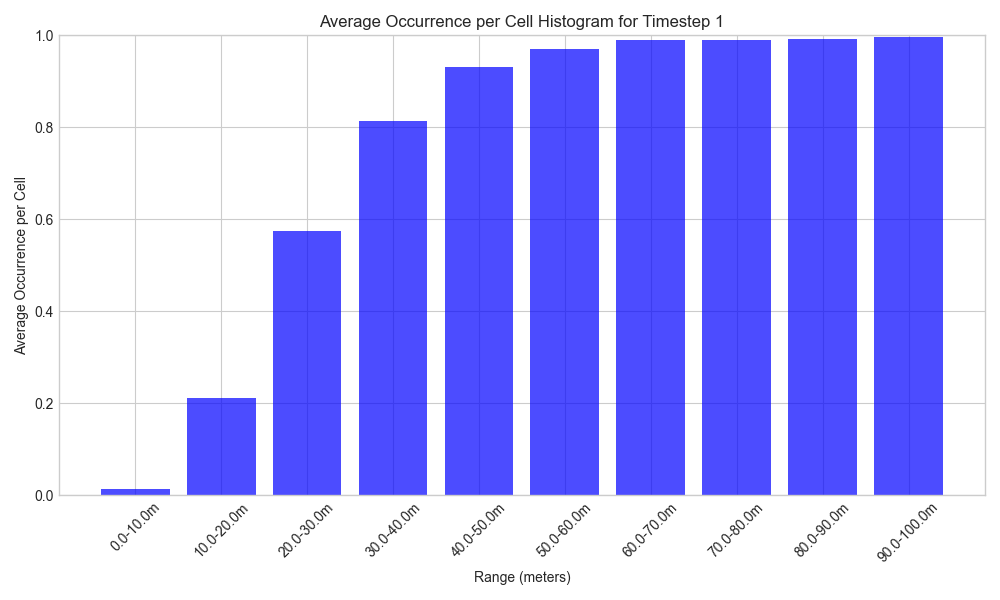 Average Occurrence per Cell Histogram for Timestep 1
Average Occurrence per Cell
1.0
0.8
0.6
0.4
0.2
0.0
0.0-10.0m
10.0-20.0m
20.0-30.0m
30.0-40.0m
40.0-50.0m
50.0-60.0m
60.0-70.0m
70.0-80.0m
80.0-90.0m
90.0-100.0m
Range (meters)